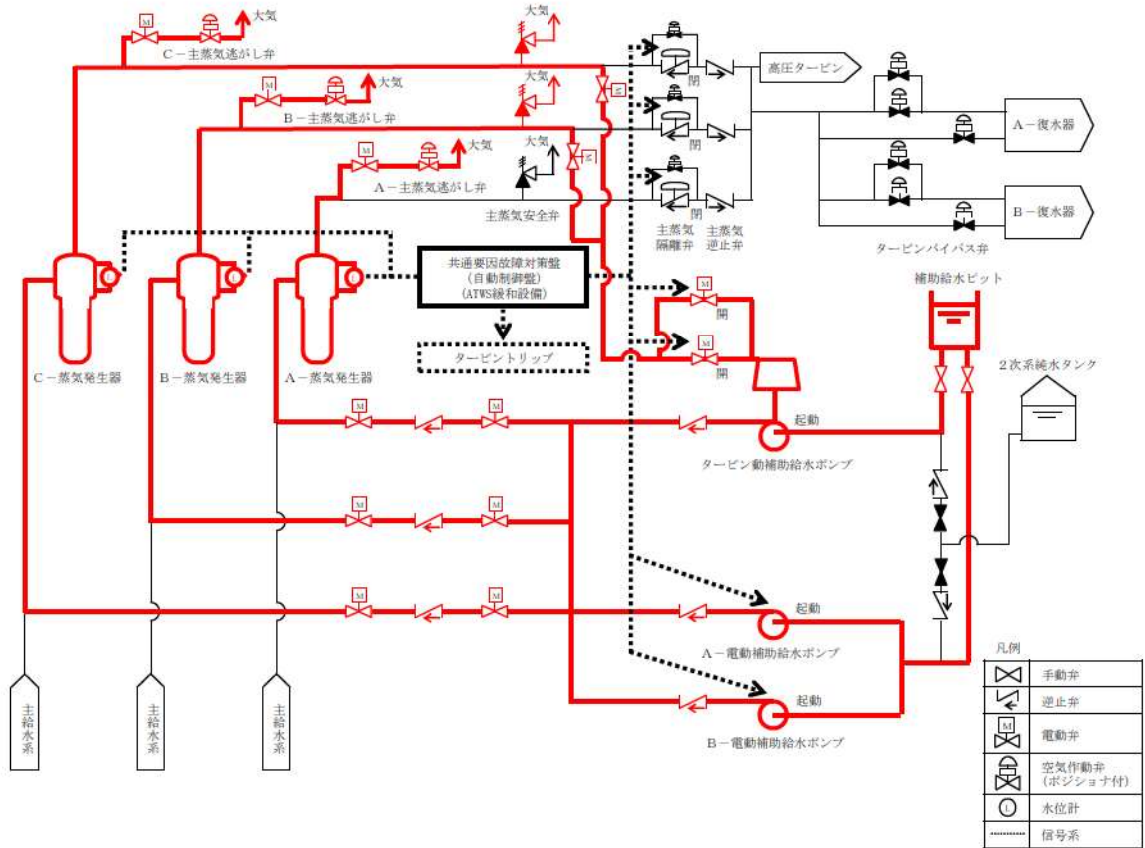 大気
M
C－主蒸気逃がし弁
大気
大気
M
B－主蒸気逃がし弁
大気
大気
M
A－主蒸気逃がし弁
大気
主蒸気安全弁
M
M
閉
閉
閉
主蒸気
隔離弁
主蒸気
逆止弁
高圧タービン
A－復水器
B－復水器
タービンバイパス弁
共通要因故障対策盤
(自動制御盤)
(ATWS緩和設備)
タービントリップ
L
L
L
C－蒸気発生器
B－蒸気発生器
A－蒸気発生器
M
開
M
開
補助給水ピット
2次系純水タンク
M
M
起動
タービン動補助給水ポンプ
M
M
M
M
起動
A－電動補助給水ポンプ
起動
B－電動補助給水ポンプ
主給水系
主給水系
主給水系
凡例
手動弁
逆止弁
M
電動弁
空気作動弁
(ポジショナ付)
L
水位計
信号系